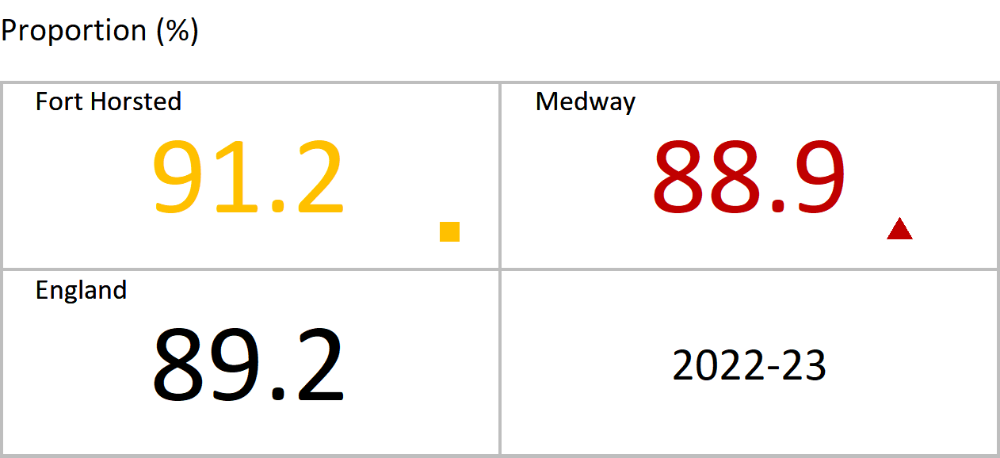 Proportion (%)
Fort Horsted
91.2
Medway
88.9
England
89.2
2022-23